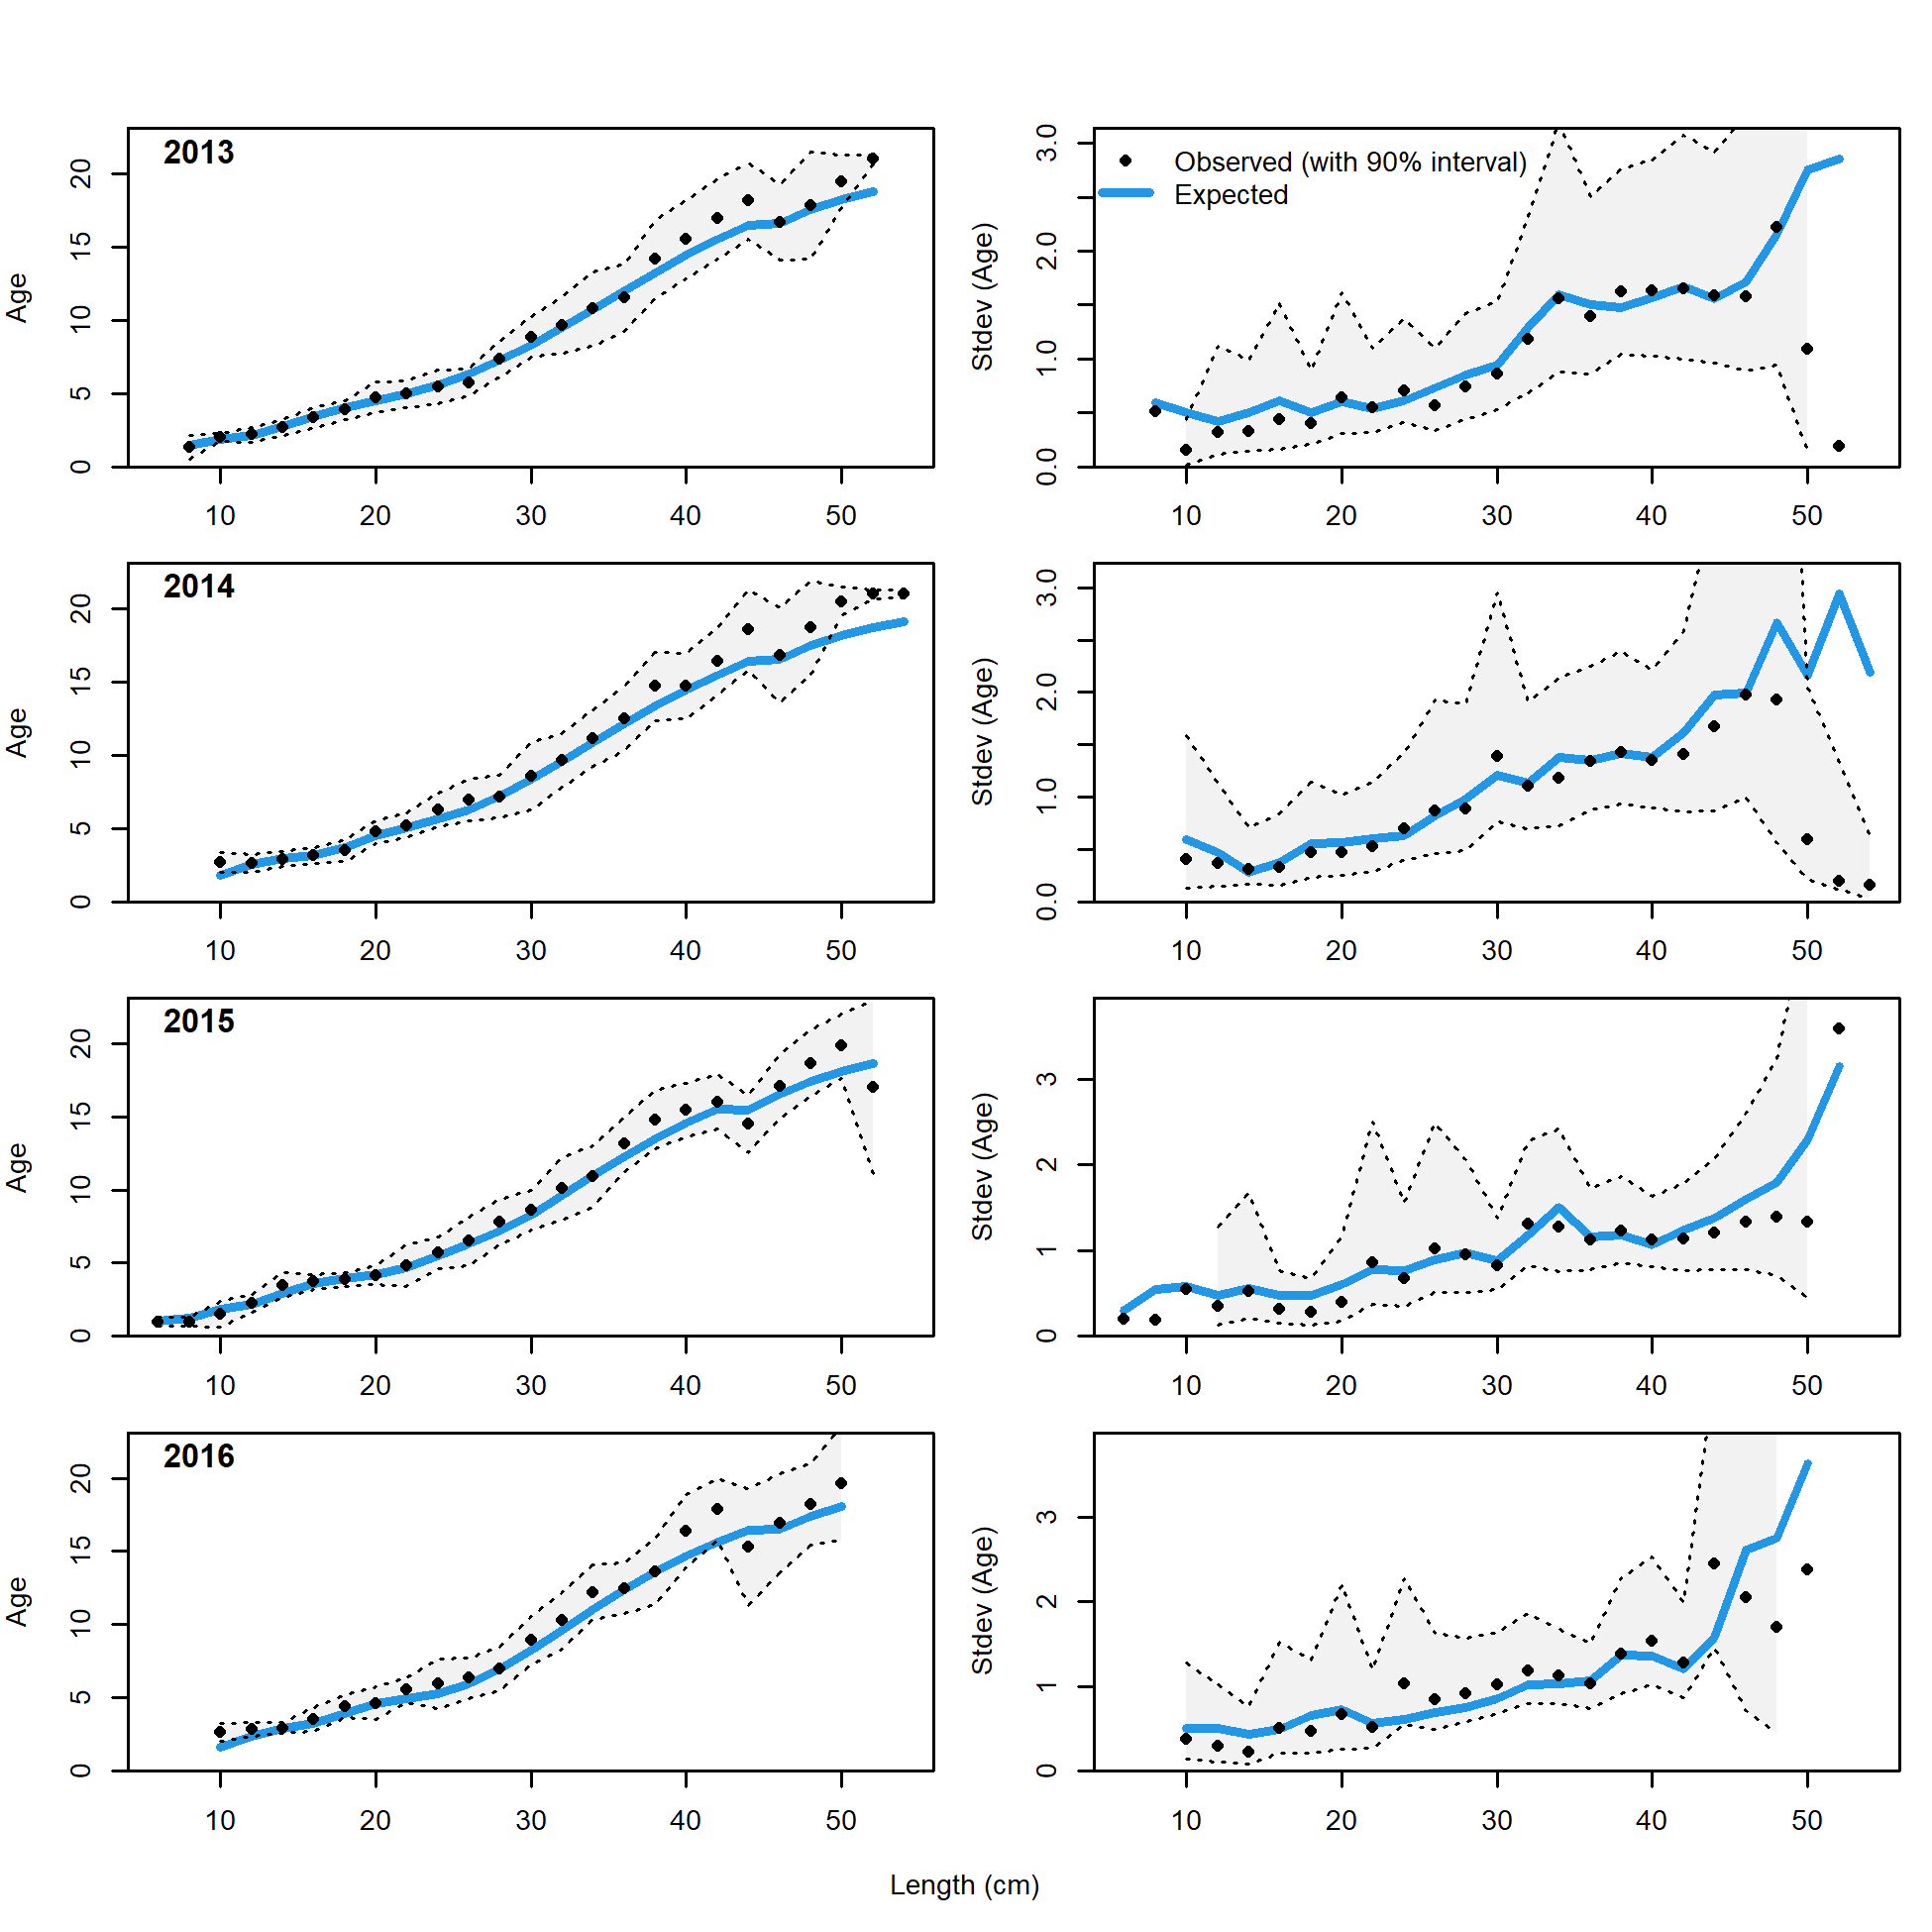 2013
Age
0 5 10 15 20
10 20 30 40 50
Observed (with 90% interval)
Expected
Stdev (Age)
0.0 1.0 2.0 3.0
10 20 30 40 50
2014
Age
0 5 10 15 20
10 20 30 40 50
Stdev (Age)
0.0 1.0 2.0 3.0
10 20 30 40 50
2015
Age
0 5 10 15 20
10 20 30 40 50
Stdev (Age)
0 1 2 3
10 20 30 40 50
2016
Age
0 5 10 15 20
10 20 30 40 50
Stdev (Age)
0 1 2 3
10 20 30 40 50
Length (cm)